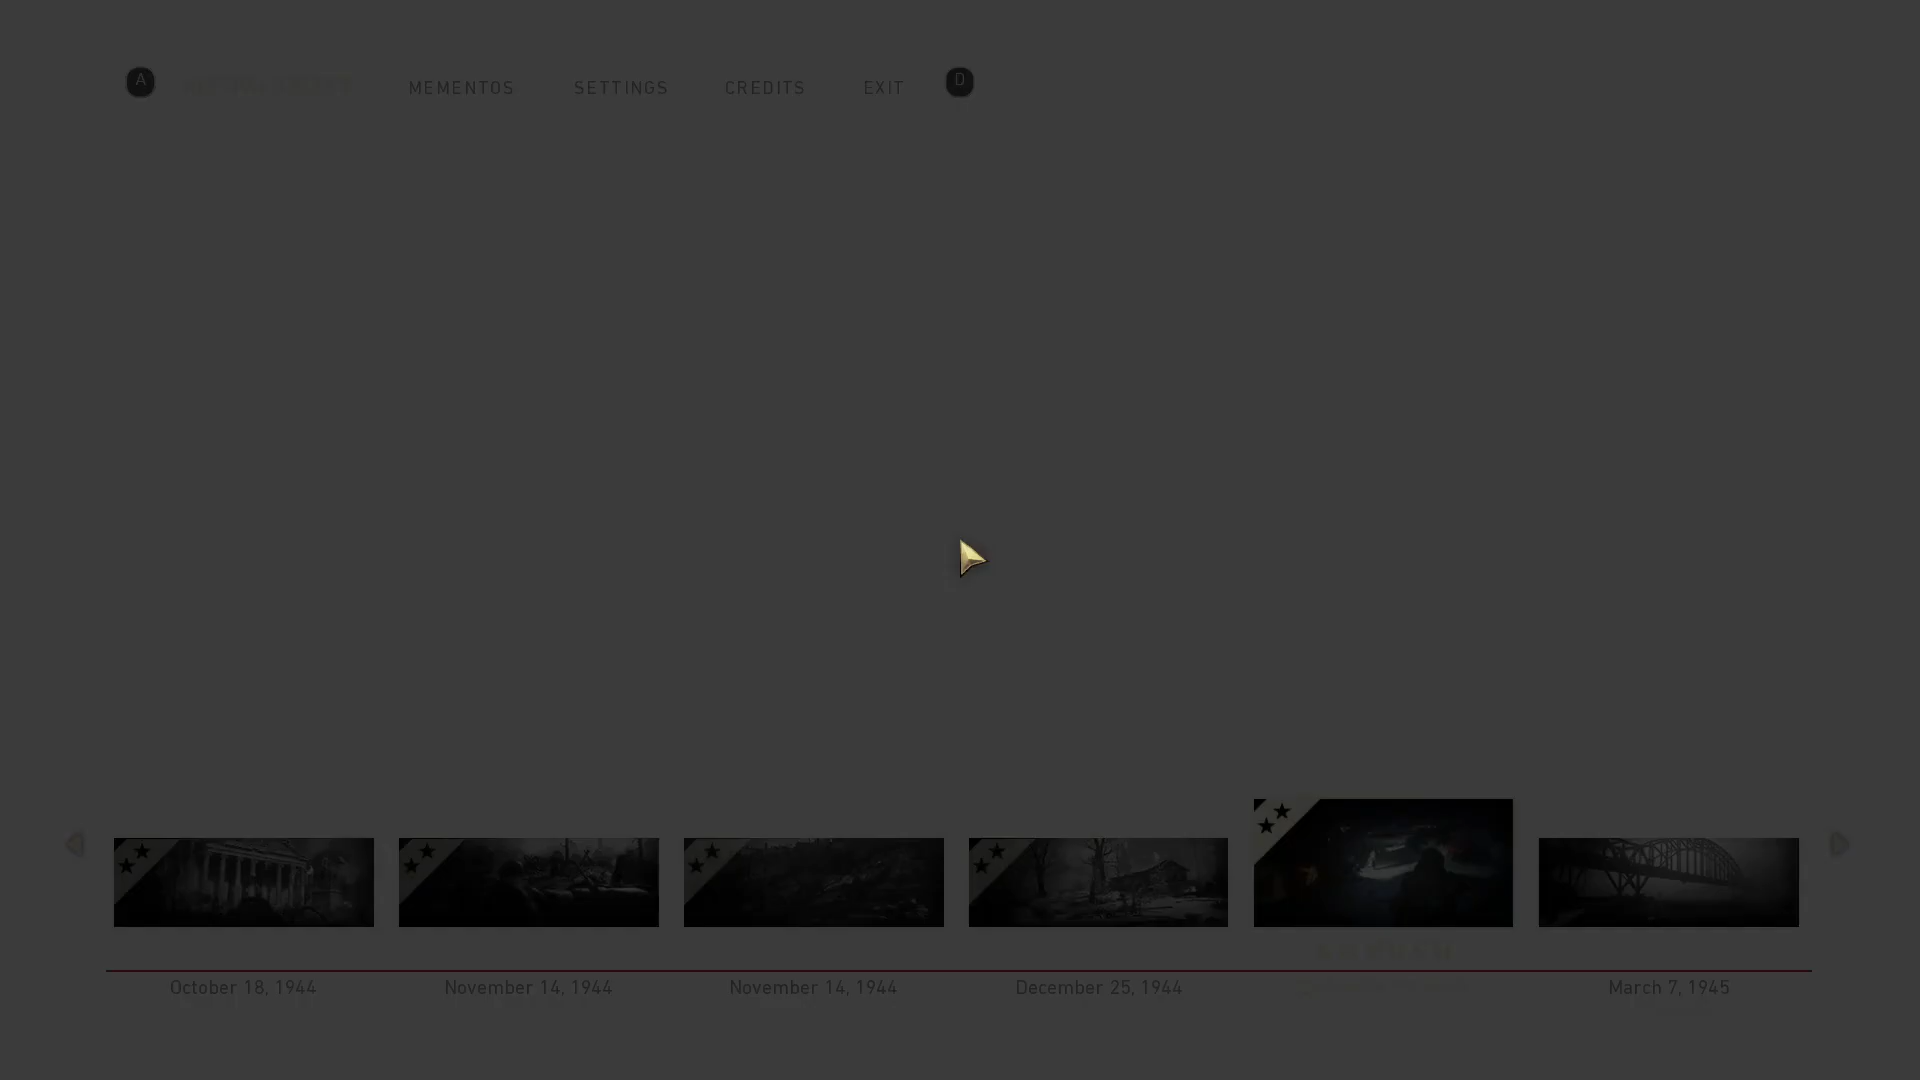 A MEMENTOS SETTINGS CREDITS EXIT D
October 18, 1944 November 14, 1944 November 14, 1944 December 25, 1944 March 7, 1945